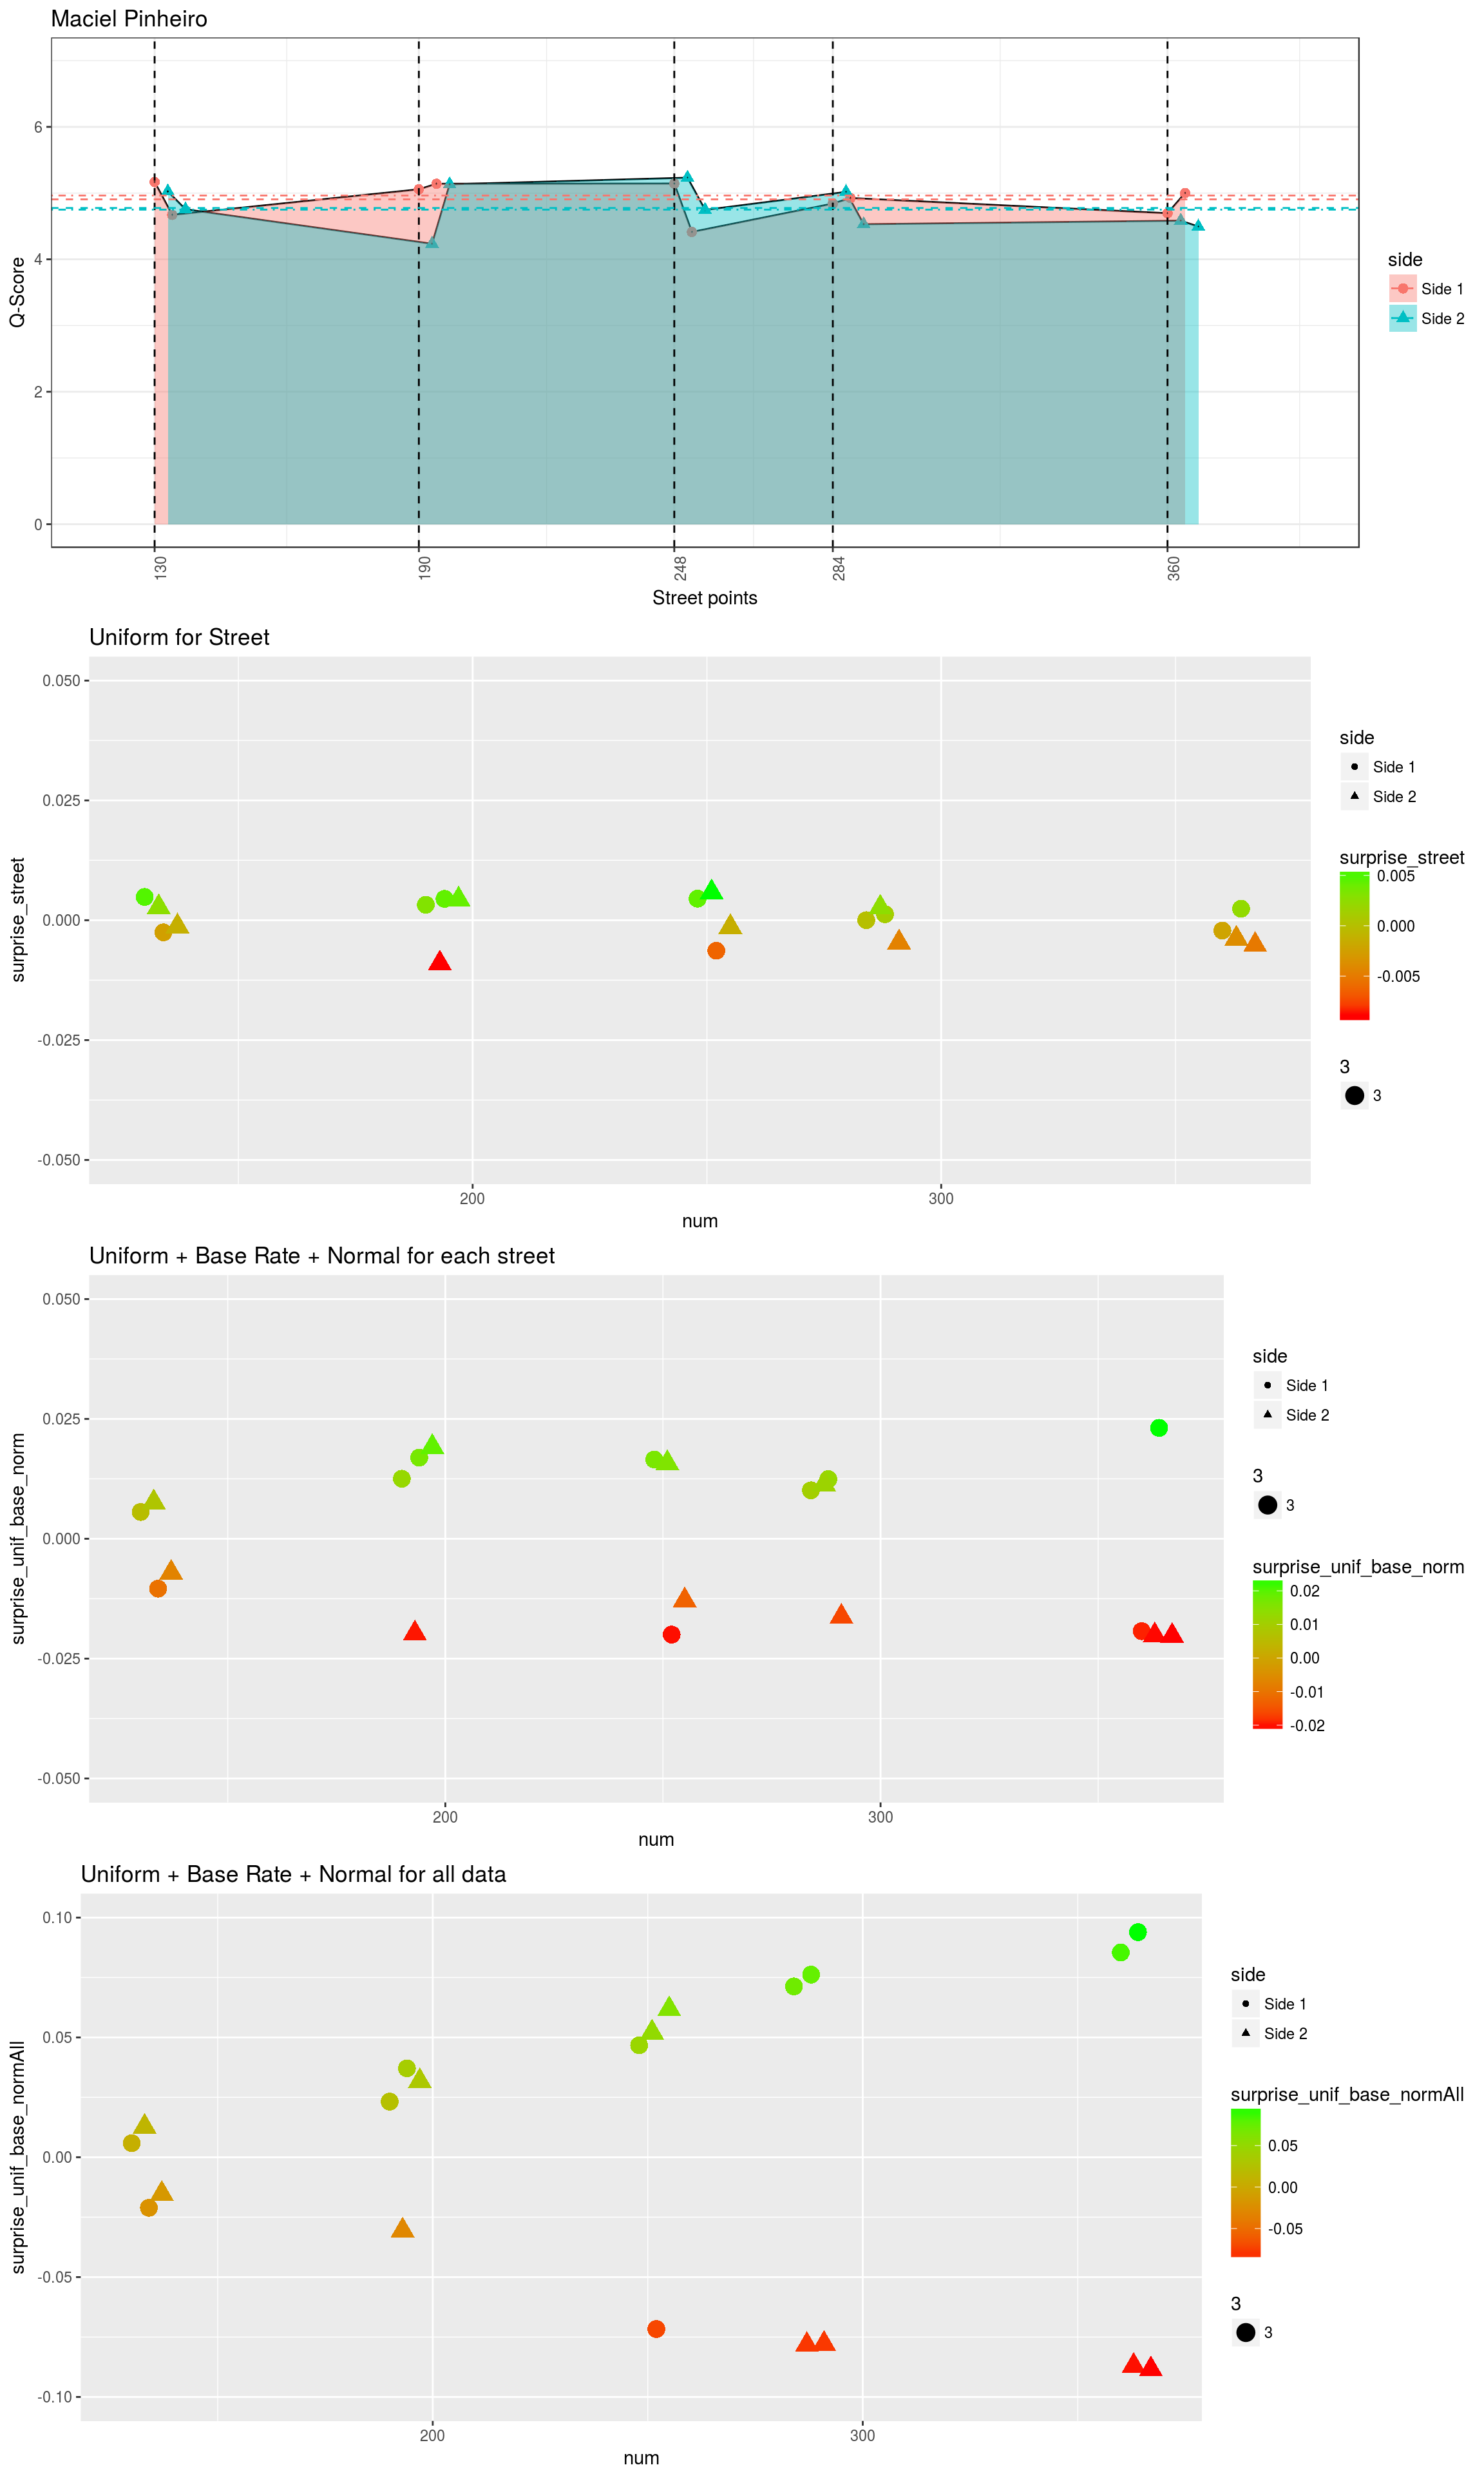 Maciel Pinheiro
6
4
2
0
Q-Score
130
190
248
284
360
Street points
side
Side 1
Side 2
Uniform for Street
0.050
0.025
0.000
-0.025
-0.050
surprise_street
200
300
num
side
Side 1
Side 2
surprise_street
0.005
0.000
-0.005
3
3
Uniform + Base Rate + Normal for each street
0.050
0.025
0.000
-0.025
-0.050
surprise_unif_base_norm
200
300
num
side
Side 1
Side 2
3
3
surprise_unif_base_norm
0.02
0.01
0.00
-0.01
-0.02
Uniform + Base Rate + Normal for all data
0.10
0.05
0.00
-0.05
-0.10
surprise_unif_base_normAll
200
300
num
side
Side 1
Side 2
surprise_unif_base_normAll
0.05
0.00
-0.05
3
3